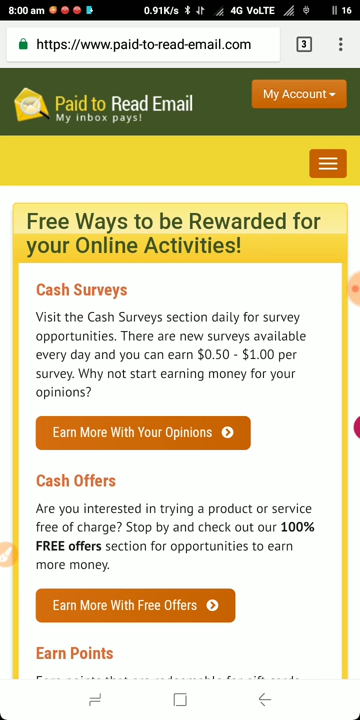 8:00 am 0.91K/s 4G VoLTE 16
https://www.paid-to-read-email.com 3
Paid to Read Email
My inbox pays!
My Account
Free Ways to be Rewarded for
your Online Activities!
Cash Surveys
Visit the Cash Surveys section daily for survey
opportunities. There are new surveys available
every day and you can earn $0.50 - $1.00 per
survey. Why not start earning money for your
opinions?
Earn More With Your Opinions
Cash Offers
Are you interested in trying a product or service
free of charge? Stop by and check out our 100%
FREE offers section for opportunities to earn
more money.
Earn More With Free Offers
Earn Points